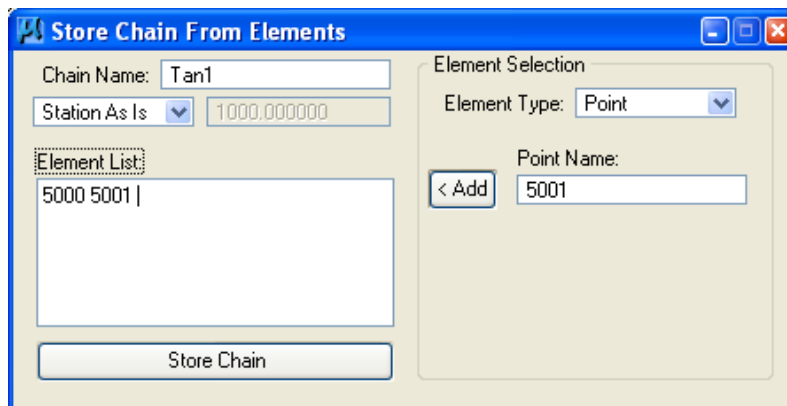 Store Chain From Elements
Chain Name: Tan1
Station As Is 1000.000000
Element List:
5000 5001
Store Chain
Element Selection
Element Type: Point
Point Name:
< Add 5001